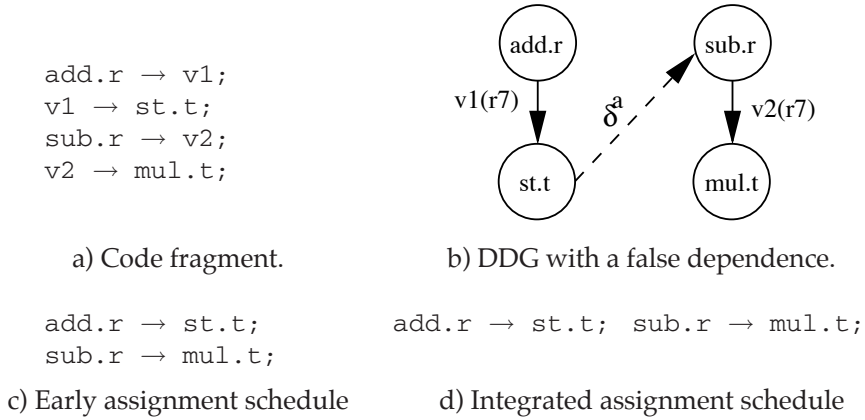 add.r → v1;
v1 → st.t;
sub.r → v2;
v2 → mul.t;
a) Code fragment.
add.r
sub.r
v1(r7)
δᵃ
v2(r7)
st.t
mul.t
b) DDG with a false dependence.
add.r → st.t;
sub.r → mul.t;
c) Early assignment schedule
add.r → st.t; sub.r → mul.t;
d) Integrated assignment schedule